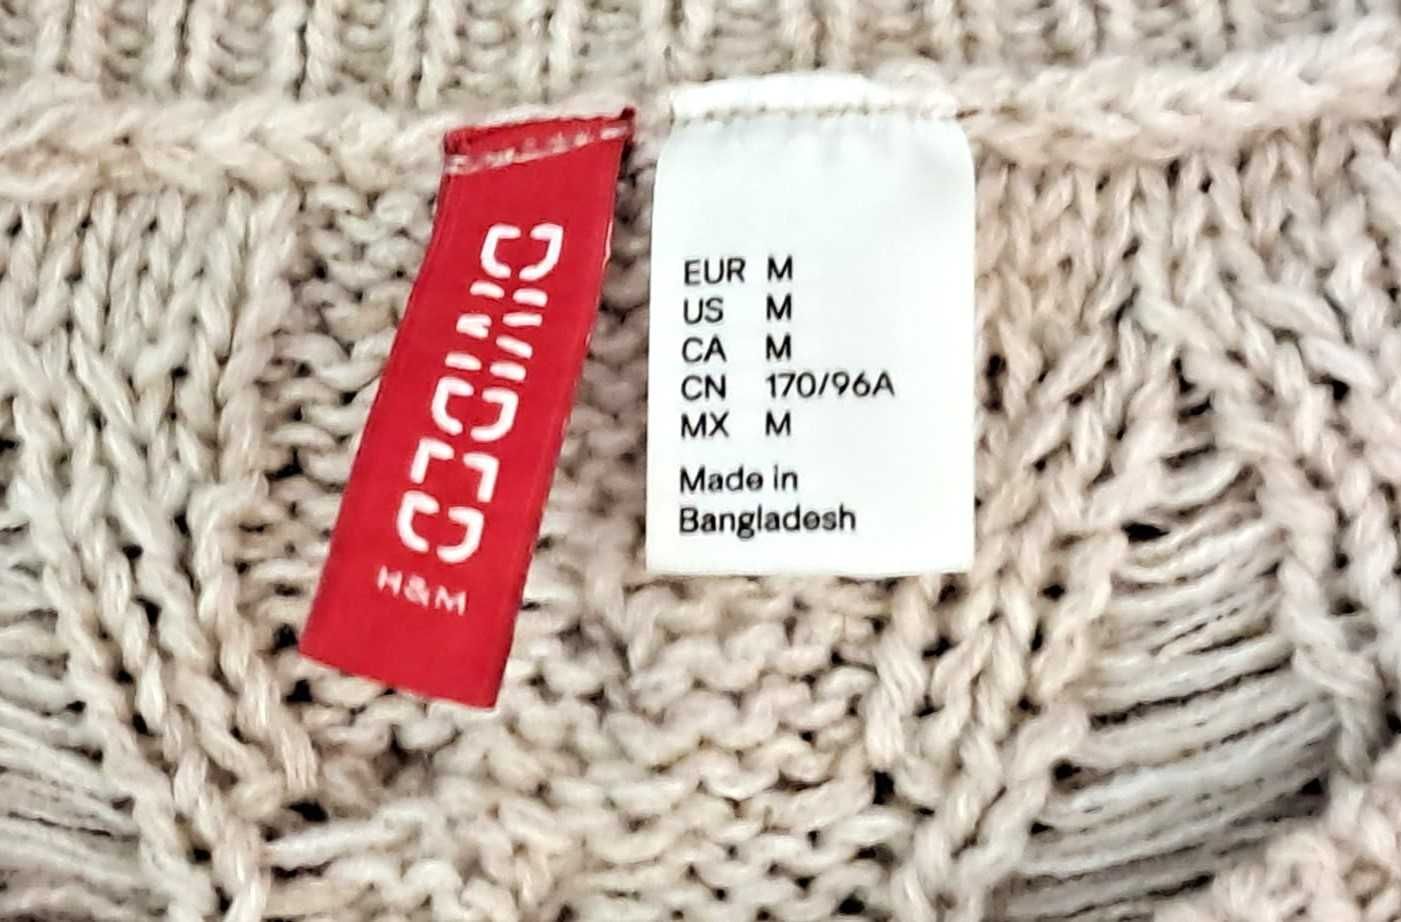 DIVIDED
H&M
EUR M
US M
CA M
CN 170/96A
MX M
Made in
Bangladesh